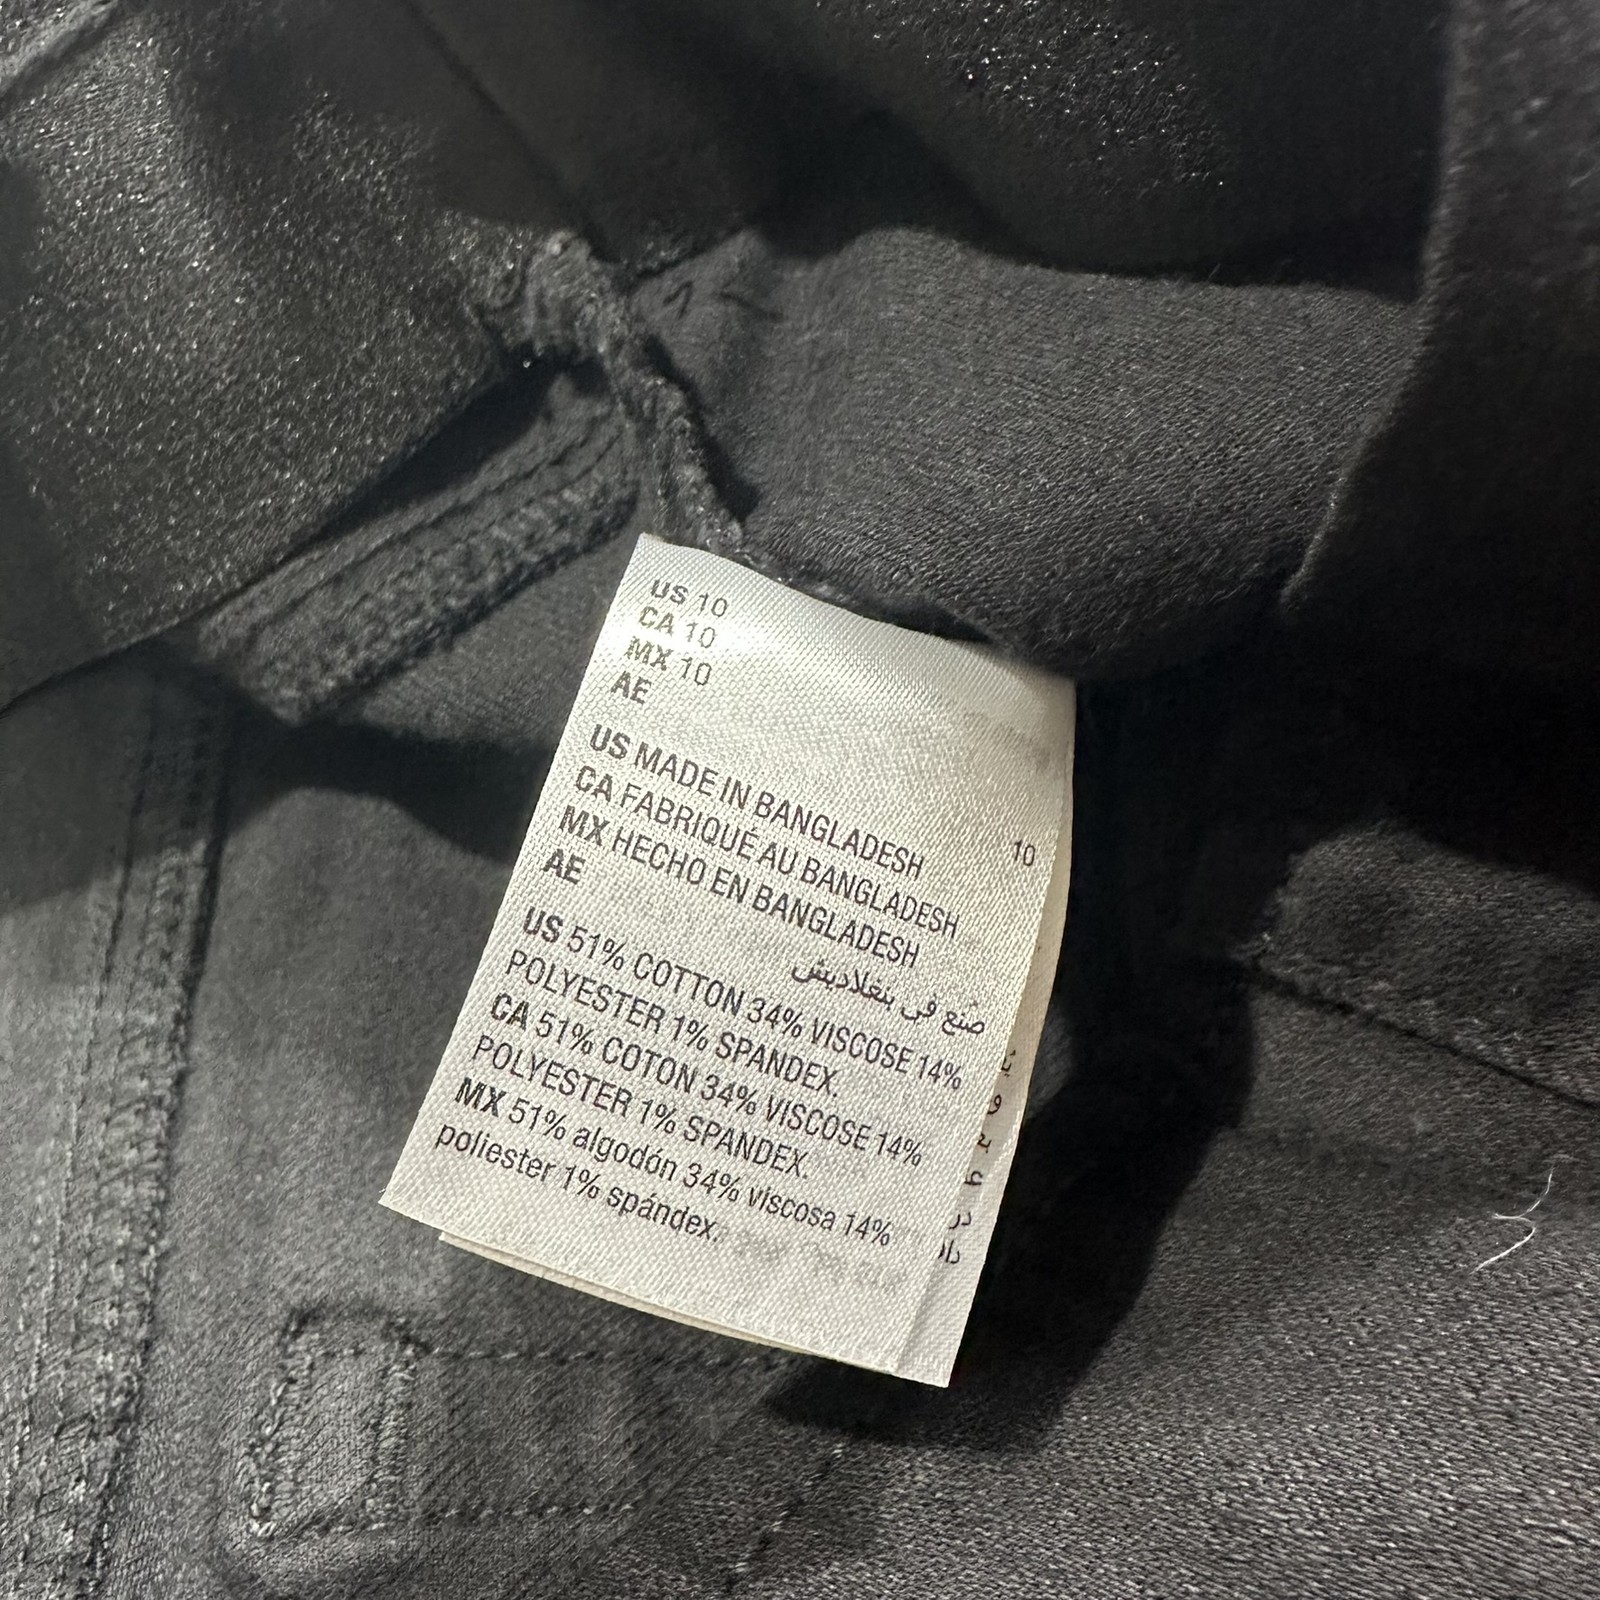 US 10
CA 10
MX 10
AE
10
US MADE IN BANGLADESH
CA FABRIQUÉ AU BANGLADESH
MX HECHO EN BANGLADESH
AE
صنع في بنغلاديش
US 51% COTTON 34% VISCOSE 14%
POLYESTER 1% SPANDEX.
CA 51% COTON 34% VISCOSE 14%
POLYESTER 1% SPANDEX.
MX 51% algodón 34% viscosa 14%
poliester 1% spándex.